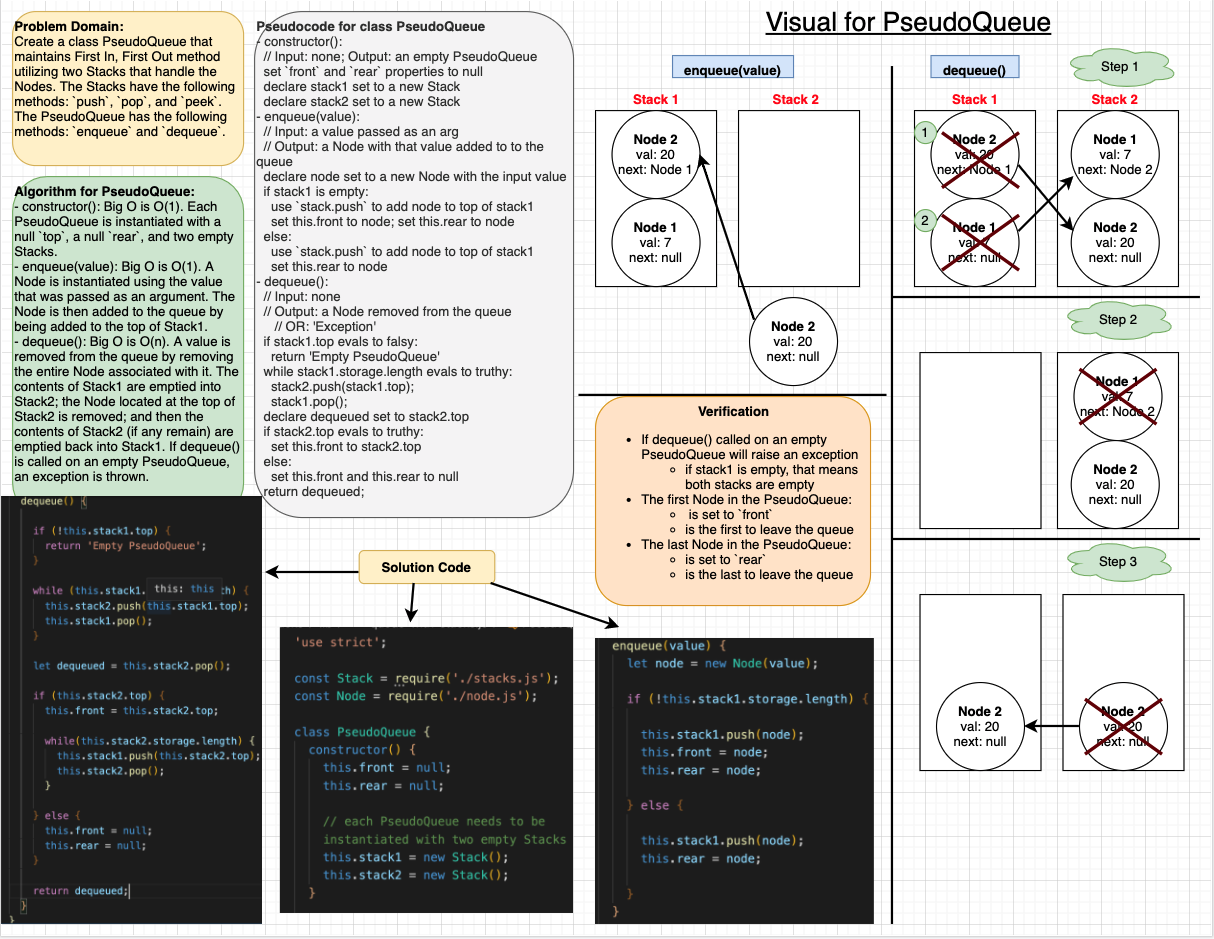 Problem Domain:
Create a class PseudoQueue that
maintains First In, First Out method
utilizing two Stacks that handle the
Nodes. The Stacks have the following
methods: `push`, `pop`, and `peek`.
The PseudoQueue has the following
methods: `enqueue` and `dequeue`.
Algorithm for PseudoQueue:
- constructor(): Big O is O(1). Each
PseudoQueue is instantiated with a
null `top`, a null `rear`, and two empty
Stacks.
- enqueue(value): Big O is O(1). A
Node is instantiated using the value
that was passed as an argument. The
Node is then added to the queue by
being added to the top of Stack1.
- dequeue(): Big O is O(n). A value is
removed from the queue by removing
the entire Node associated with it. The
contents of Stack1 are emptied into
Stack2; the Node located at the top of
Stack2 is removed; and then the
contents of Stack2 (if any remain) are
emptied back into Stack1. If dequeue()
is called on an empty PseudoQueue,
an exception is thrown.
Pseudocode for class PseudoQueue
- constructor():
// Input: none; Output: an empty PseudoQueue
set `front` and `rear` properties to null
declare stack1 set to a new Stack
declare stack2 set to a new Stack
- enqueue(value):
// Input: a value passed as an arg
// Output: a Node with that value added to to the
queue
declare node set to a new Node with the input value
if stack1 is empty:
use `stack.push` to add node to top of stack1
set this.front to node; set this.rear to node
else:
use `stack.push` to add node to top of stack1
set this.rear to node
- dequeue():
// Input: none
// Output: a Node removed from the queue
// OR: 'Exception'
if stack1.top evals to falsy:
return 'Empty PseudoQueue'
while stack1.storage.length evals to truthy:
stack2.push(stack1.top);
stack1.pop();
declare dequeued set to stack2.top
if stack2.top evals to truthy:
set this.front to stack2.top
else:
set this.front and this.rear to null
return dequeued;
Visual for PseudoQueue
enqueue(value)
Stack 1
Stack 2
Node 2
val: 20
next: Node 1
Node 1
val: 7
next: null
Node 2
val: 20
next: null
dequeue()
Step 1
Stack 1
Stack 2
1
Node 2
val: 20
next: Node 1
2
Node 1
val: 7
next: null
Node 1
val: 7
next: Node 2
Node 2
val: 20
next: null
Step 2
Node 1
val: 7
next: Node 2
Node 2
val: 20
next: null
Step 3
Node 2
val: 20
next: null
Node 2
val: 20
next: null
Verification
• If dequeue() called on an empty
PseudoQueue will raise an exception
○ if stack1 is empty, that means
both stacks are empty
• The first Node in the PseudoQueue:
○ is set to `front`
○ is the first to leave the queue
• The last Node in the PseudoQueue:
○ is set to `rear`
○ is the last to leave the queue
Solution Code
dequeue() {
if (!this.stack1.top) {
return 'Empty PseudoQueue';
}
while (this.stack1. this: this th) {
this.stack2.push(this.stack1.top);
this.stack1.pop();
}
let dequeued = this.stack2.pop();
if (this.stack2.top) {
this.front = this.stack2.top;
while(this.stack2.storage.length) {
this.stack1.push(this.stack2.top);
this.stack2.pop();
}
} else {
this.front = null;
this.rear = null;
}
return dequeued;
}
}
'use strict';
const Stack = require('./stacks.js');
const Node = require('./node.js');
class PseudoQueue {
constructor() {
this.front = null;
this.rear = null;
// each PseudoQueue needs to be
instantiated with two empty Stacks
this.stack1 = new Stack();
this.stack2 = new Stack();
}
enqueue(value) {
let node = new Node(value);
if (!this.stack1.storage.length) {
this.stack1.push(node);
this.front = node;
this.rear = node;
} else {
this.stack1.push(node);
this.rear = node;
}
}